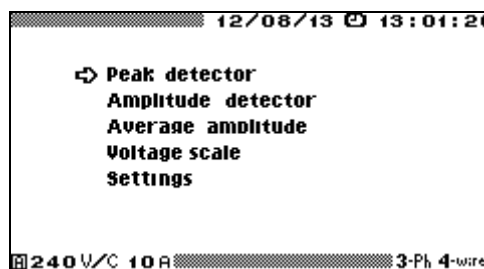 12/08/13 13:01:20
Peak detector
Amplitude detector
Average amplitude
Voltage scale
Settings
A 240 V/C 10 A 3-Ph 4-wire